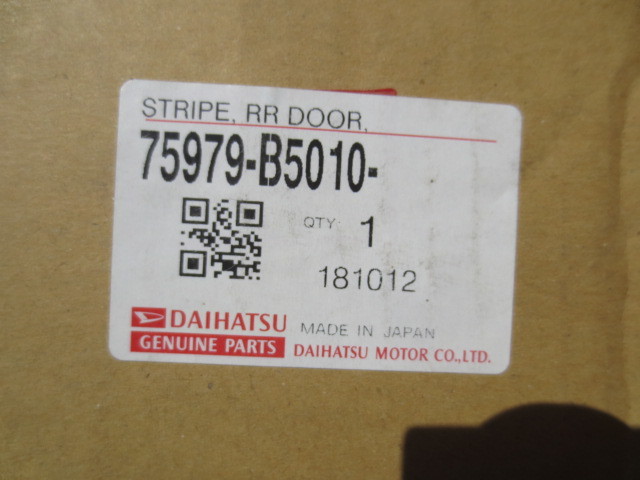 STRIPE, RR DOOR,
75979-B5010-
QTY: 1
181012
DAIHATSU
GENUINE PARTS
MADE IN JAPAN
DAIHATSU MOTOR CO.,LTD.